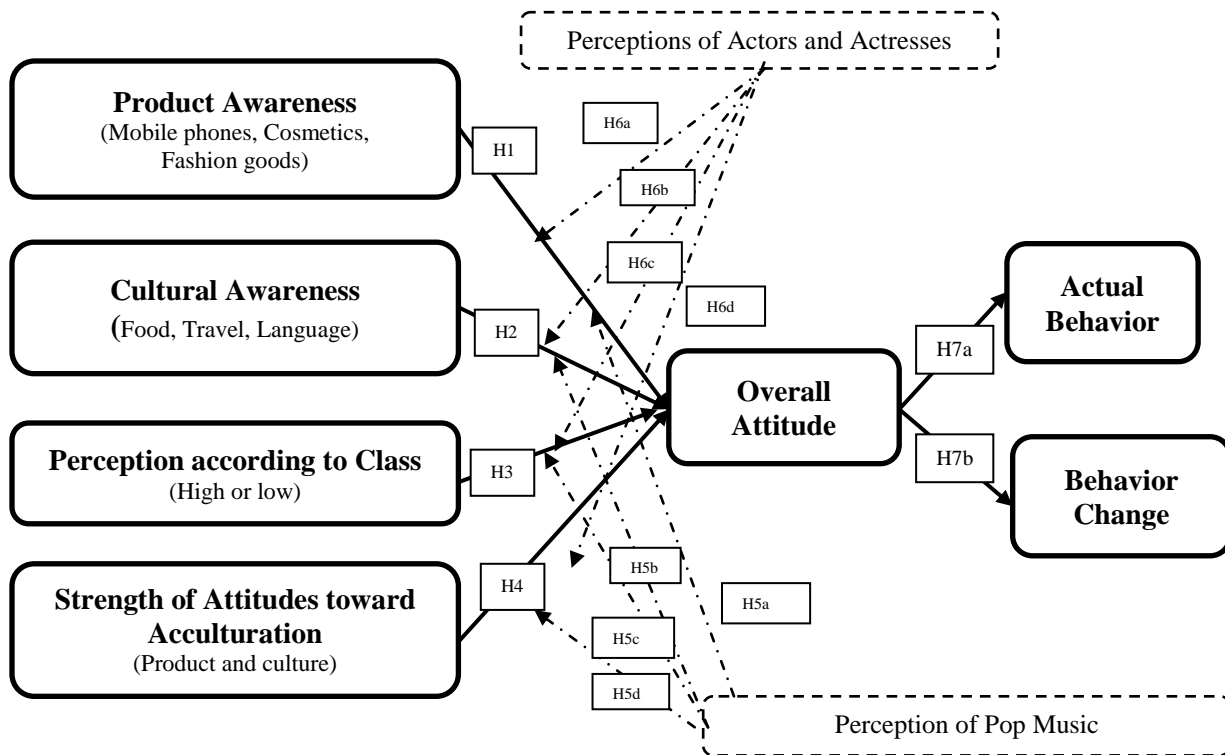 Perceptions of Actors and Actresses
Product Awareness
(Mobile phones, Cosmetics,
Fashion goods)
H1
H6a
H6b
Cultural Awareness
(Food, Travel, Language)
H2
H6c
H6d
Actual
Behavior
H7a
Overall
Attitude
Perception according to Class
(High or low)
H3
H7b
Behavior
Change
Strength of Attitudes toward
Acculturation
(Product and culture)
H4
H5b
H5a
H5c
H5d
Perception of Pop Music